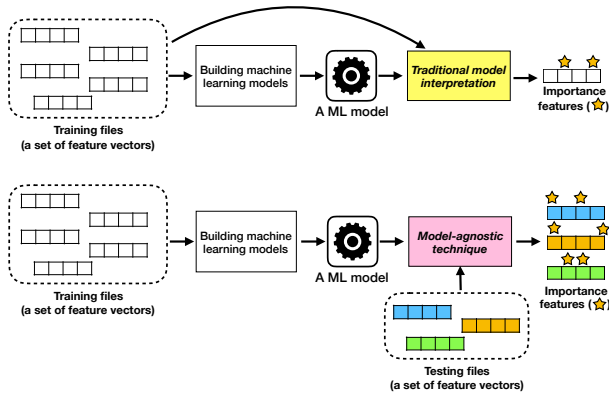 Training files
(a set of feature vectors)
Building machine
learning models
A ML model
Traditional model
interpretation
Importance
features (⭐)
Training files
(a set of feature vectors)
Building machine
learning models
A ML model
Model-agnostic
technique
Importance
features (⭐)
Testing files
(a set of feature vectors)